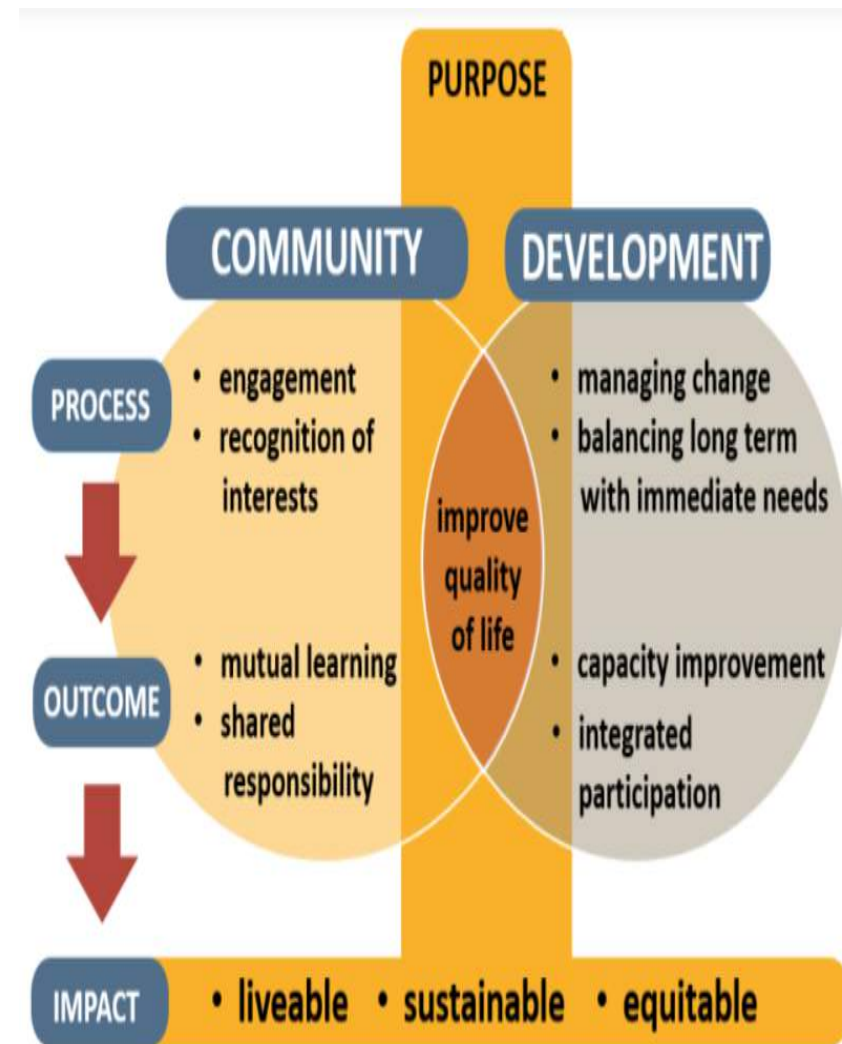 PURPOSE
COMMUNITY
DEVELOPMENT
PROCESS
• engagement
• recognition of
interests
• managing change
• balancing long term
with immediate needs
improve
quality
of life
OUTCOME
• mutual learning
• shared
responsibility
• capacity improvement
• integrated
participation
IMPACT
• liveable • sustainable • equitable